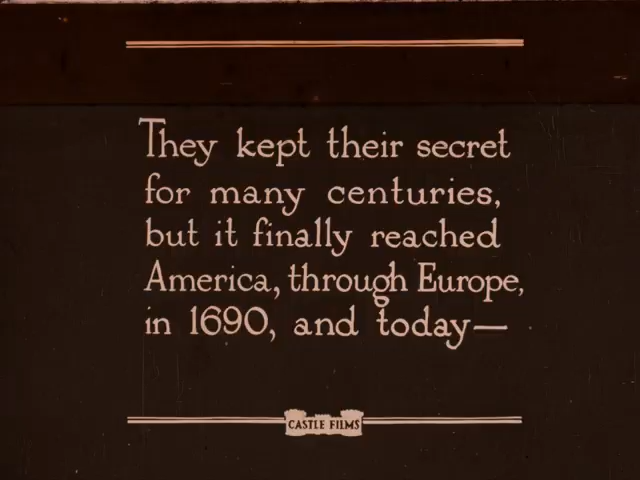 They kept their secret
for many centuries,
but it finally reached
America, through Europe,
in 1690, and today—
CASTLE FILMS